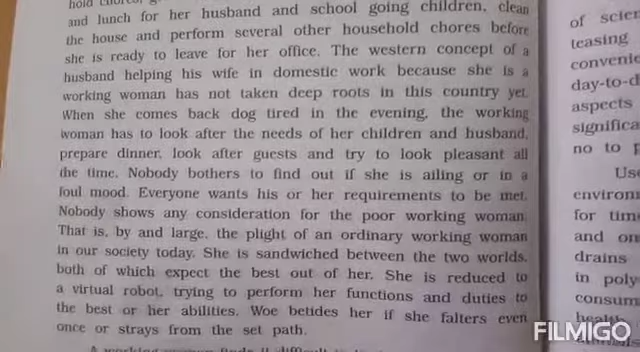 and lunch for her husband and school going children, clean
the house and perform several other household chores before
she is ready to leave for her office. The western concept of a
husband helping his wife in domestic work because she is a
working woman has not taken deep roots in this country yet.
When she comes back dog tired in the evening, the working
woman has to look after the needs of her children and husband,
prepare dinner, look after guests and try to look pleasant all
the time. Nobody bothers to find out if she is ailing or in a
foul mood. Everyone wants his or her requirements to be met.
Nobody shows any consideration for the poor working woman.
That is, by and large, the plight of an ordinary working woman
in our society today. She is sandwiched between the two worlds,
both of which expect the best out of her. She is reduced to
a virtual robot, trying to perform her functions and duties to
the best or her abilities. Woe betides her if she falters even
once or strays from the set path.
A working woman finds it difficult
of
teasing
day-to-d
aspects
significa
no to
environ
for tim
and
drains
in poly
consum
health
FILMIGO